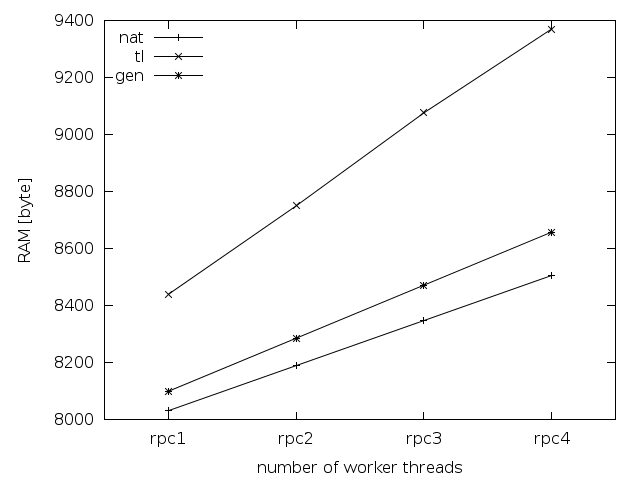 9400
9200
9000
8800
8600
8400
8200
8000
RAM [byte]
nat
tl
gen
rpc1 rpc2 rpc3 rpc4
number of worker threads